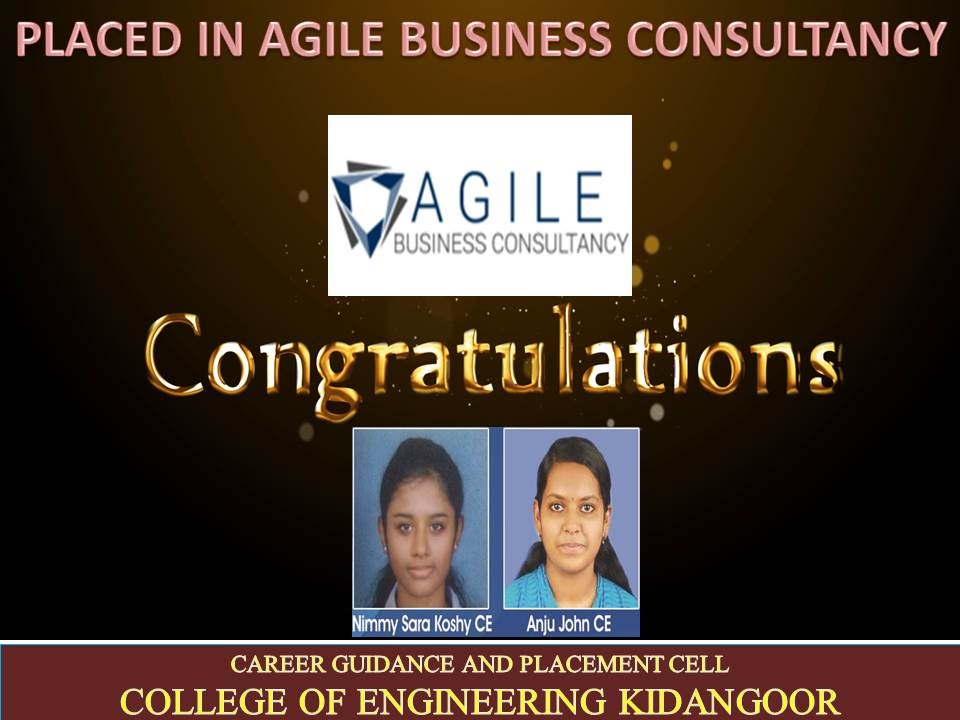 PLACED IN AGILE BUSINESS CONSULTANCY
AGILE
BUSINESS CONSULTANCY
Congratulations
Nimmy Sara Koshy CE
Anju John CE
CAREER GUIDANCE AND PLACEMENT CELL
COLLEGE OF ENGINEERING KIDANGOOR